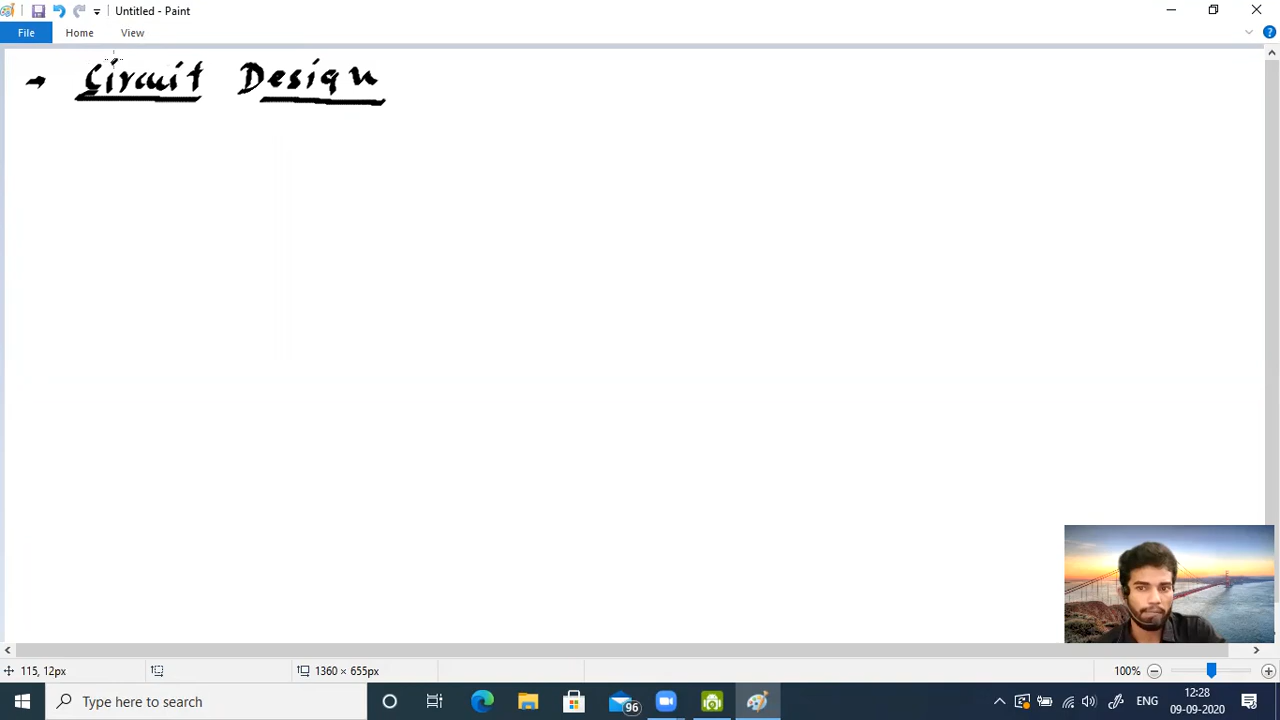 Untitled - Paint
File Home View
→ Circuit Design
115, 12px
1360 × 655px
100%
Type here to search
96
ENG
12:28
09-09-2020